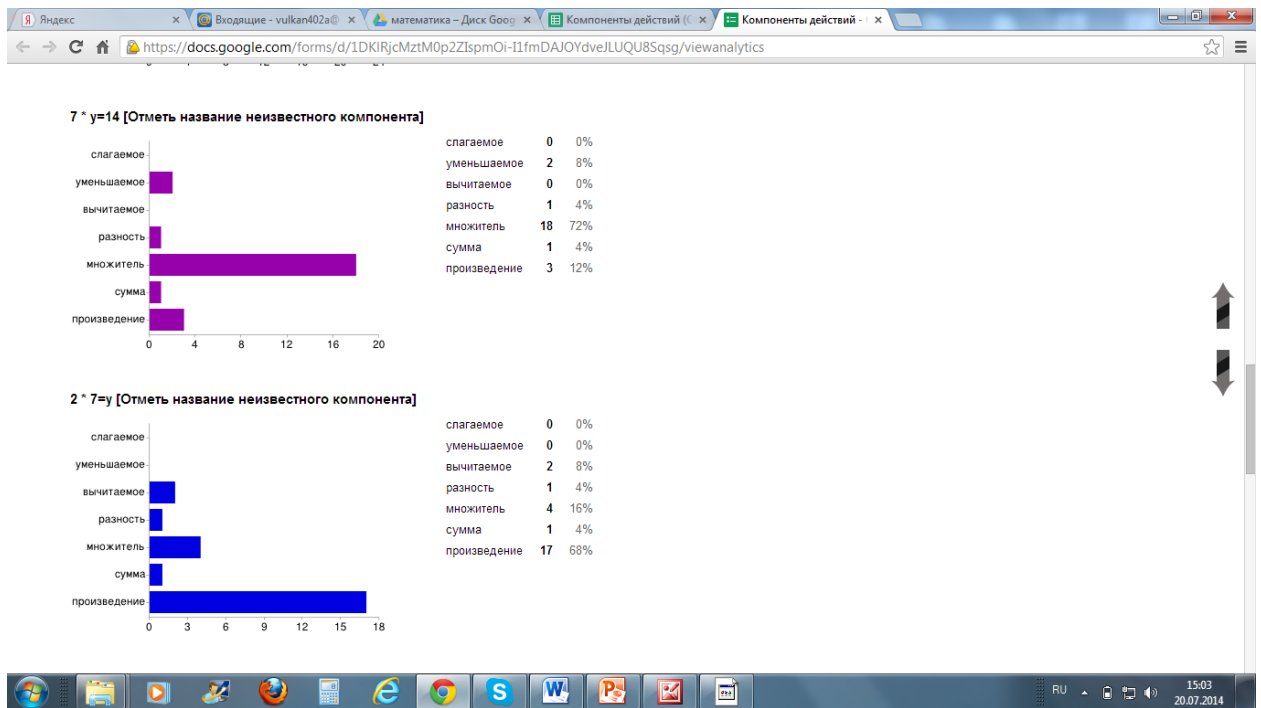 Яндекс
Входящие - vulkan402a@
математика – Диск Goog
Компоненты действий (
Компоненты действий -
https://docs.google.com/forms/d/1DKlRjcMztM0p2ZIspmOi-I1fmDAJOYdveJLUQU8Sqsg/viewanalytics
7 * y=14 [Отметь название неизвестного компонента]
слагаемое
уменьшаемое
вычитаемое
разность
множитель
сумма
произведение
0 4 8 12 16 20
слагаемое 0 0%
уменьшаемое 2 8%
вычитаемое 0 0%
разность 1 4%
множитель 18 72%
сумма 1 4%
произведение 3 12%
2 * 7=y [Отметь название неизвестного компонента]
слагаемое
уменьшаемое
вычитаемое
разность
множитель
сумма
произведение
0 3 6 9 12 15 18
слагаемое 0 0%
уменьшаемое 0 0%
вычитаемое 2 8%
разность 1 4%
множитель 4 16%
сумма 1 4%
произведение 17 68%
RU
15:03
20.07.2014